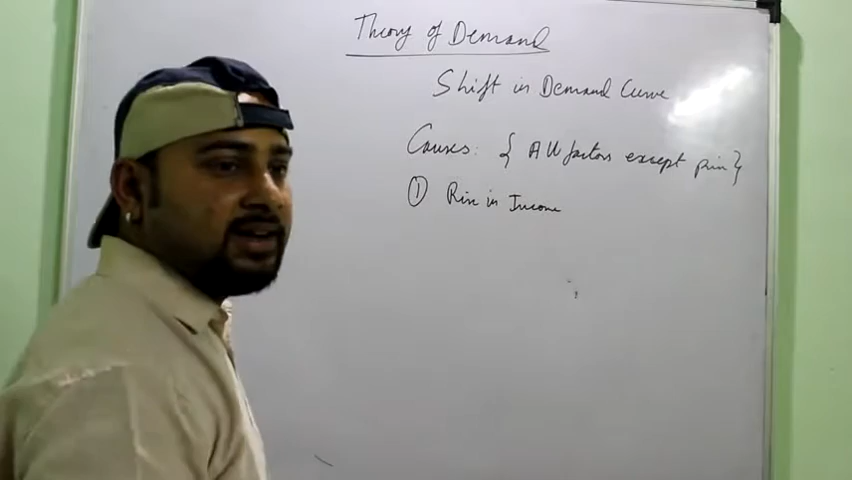 Theory of Demand
Shift in Demand Curve
Causes: { All factors except price}
① Rise in Income